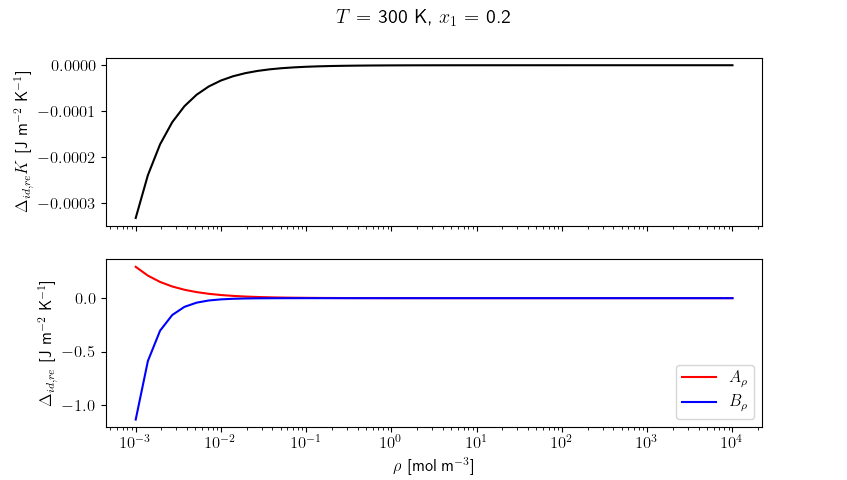 T = 300 K, x₁ = 0.2
Δ_{id,re}K [J m⁻² K⁻¹]
0.0000
−0.0001
−0.0002
−0.0003
Δ_{id,re} [J m⁻² K⁻¹]
0.0
−0.5
−1.0
A_ρ
B_ρ
10⁻³ 10⁻² 10⁻¹ 10⁰ 10¹ 10² 10³ 10⁴
ρ [mol m⁻³]